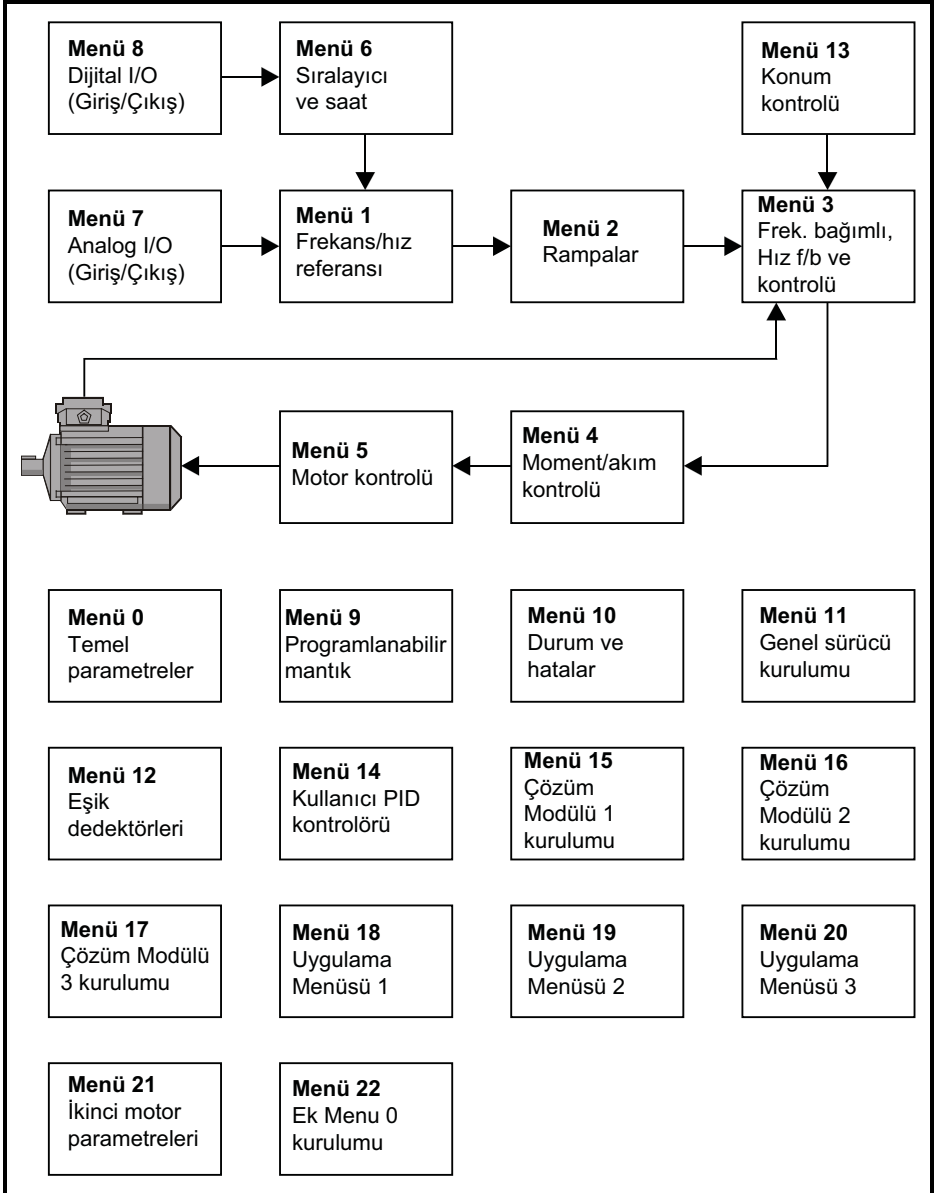 Menü 8
Dijital I/O
(Giriş/Çıkış)
Menü 6
Sıralayıcı
ve saat
Menü 13
Konum
kontrolü
Menü 7
Analog I/O
(Giriş/Çıkış)
Menü 1
Frekans/hız
referansı
Menü 2
Rampalar
Menü 3
Frek. bağımlı,
Hız f/b ve
kontrolü
Menü 5
Motor kontrolü
Menü 4
Moment/akım
kontrolü
Menü 0
Temel
parametreler
Menü 9
Programlanabilir
mantık
Menü 10
Durum ve
hatalar
Menü 11
Genel sürücü
kurulumu
Menü 12
Eşik
dedektörleri
Menü 14
Kullanıcı PID
kontrolörü
Menü 15
Çözüm
Modülü 1
kurulumu
Menü 16
Çözüm
Modülü 2
kurulumu
Menü 17
Çözüm Modülü
3 kurulumu
Menü 18
Uygulama
Menüsü 1
Menü 19
Uygulama
Menüsü 2
Menü 20
Uygulama
Menüsü 3
Menü 21
İkinci motor
parametreleri
Menü 22
Ek Menu 0
kurulumu